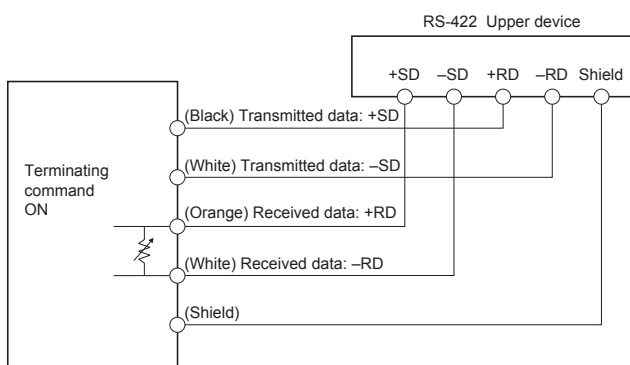 RS-422 Upper device
+SD –SD +RD –RD Shield
(Black) Transmitted data: +SD
(White) Transmitted data: –SD
Terminating
command
ON
(Orange) Received data: +RD
(White) Received data: –RD
(Shield)